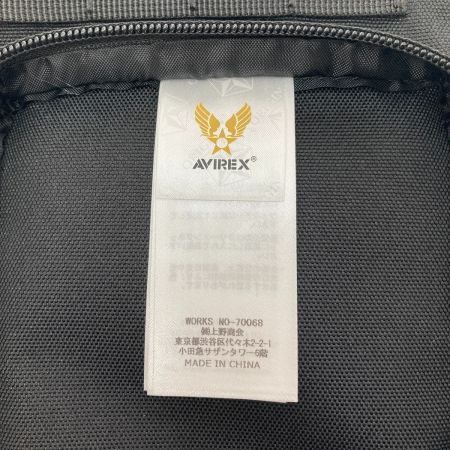 AVIREX®
WORKS NO-70068
㈱上野商会
東京都渋谷区代々木2-2-1
小田急サザンタワー6階
MADE IN CHINA